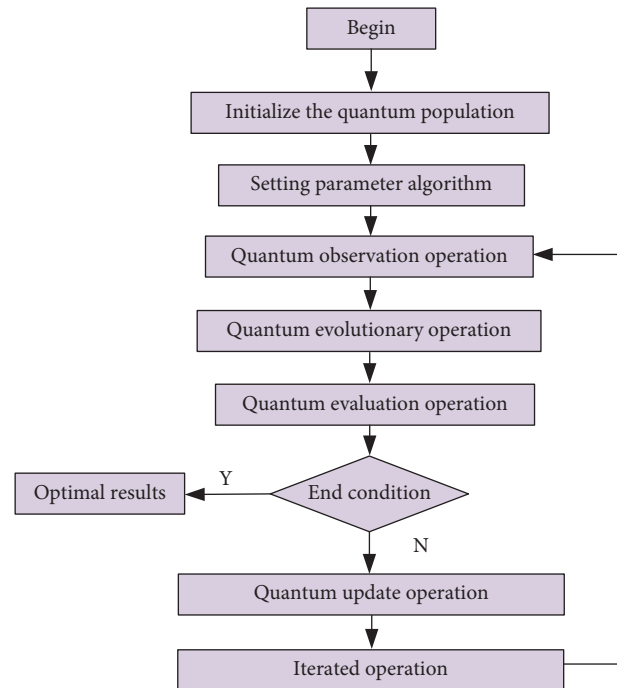 Begin
Initialize the quantum population
Setting parameter algorithm
Quantum observation operation
Quantum evolutionary operation
Quantum evaluation operation
Y
Optimal results
End condition
N
Quantum update operation
Iterated operation